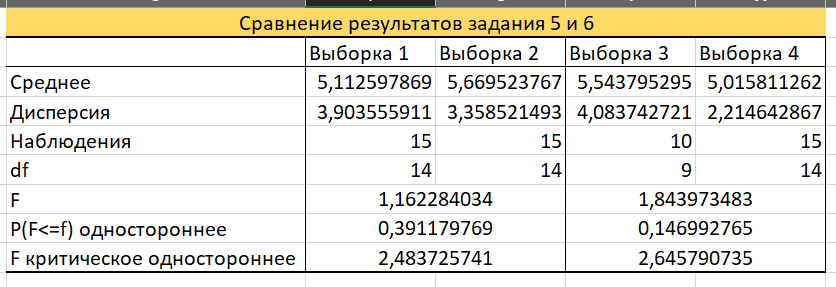 Сравнение результатов задания 5 и 6
Выборка 1 Выборка 2 Выборка 3 Выборка 4
Среднее 5,112597869 5,669523767 5,543795295 5,015811262
Дисперсия 3,903555911 3,358521493 4,083742721 2,214642867
Наблюдения 15 15 10 15
df 14 14 9 14
F 1,162284034 1,843973483
P(F<=f) одностороннее 0,391179769 0,146992765
F критическое одностороннее 2,483725741 2,645790735